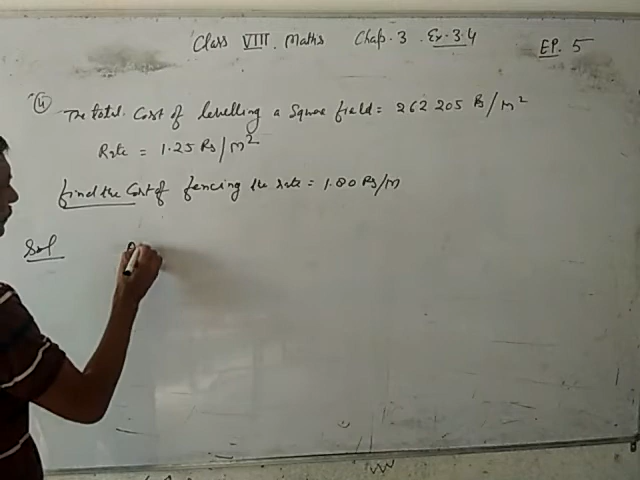 Class VIII. Maths Chap. 3. Ex. 3.4
EP. 5
④ The total Cost of levelling a Square field = 262 205 Rs/m²
Rate = 1.25 Rs/m²
find the Cost of fencing the rate = 1.80 Rs/M
Sol